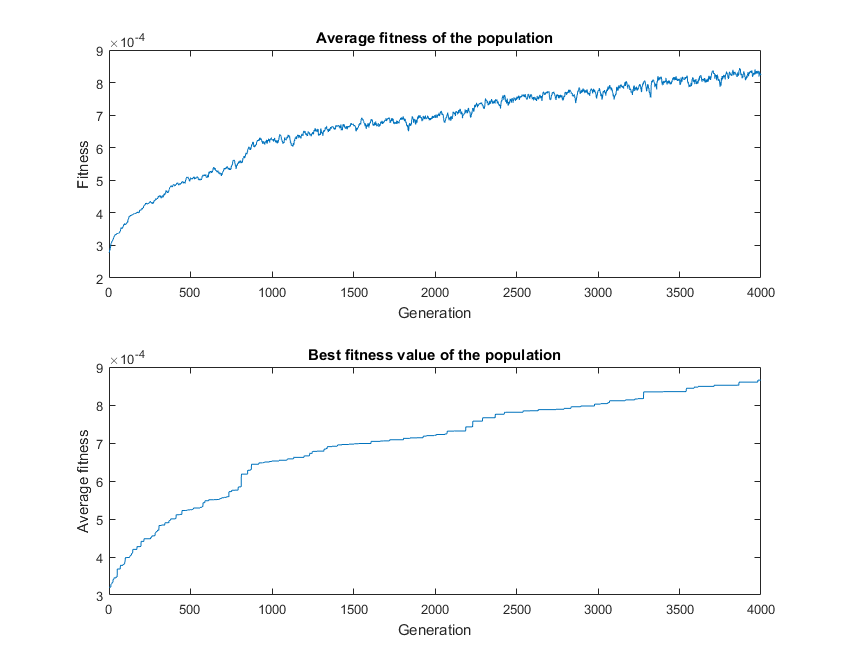 Average fitness of the population
×10-4
9
8
7
6
5
4
3
2
Fitness
0 500 1000 1500 2000 2500 3000 3500 4000
Generation
Best fitness value of the population
×10-4
9
8
7
6
5
4
3
Average fitness
0 500 1000 1500 2000 2500 3000 3500 4000
Generation